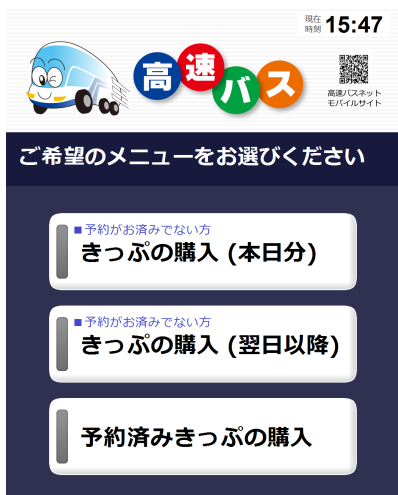 現在
時刻 15:47
高速バス
高速バスネット
モバイルサイト
ご希望のメニューをお選びください
■予約がお済みでない方
きっぷの購入 (本日分)
■予約がお済みでない方
きっぷの購入 (翌日以降)
予約済みきっぷの購入